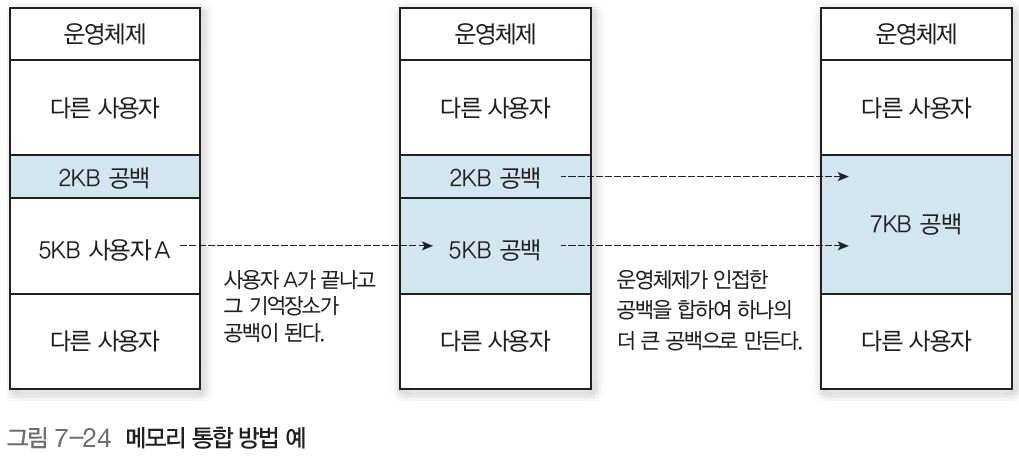 운영체제
다른 사용자
2KB 공백
5KB 사용자 A
다른 사용자
사용자 A가 끝나고
그 기억장소가
공백이 된다.
운영체제
다른 사용자
2KB 공백
5KB 공백
다른 사용자
운영체제가 인접한
공백을 합하여 하나의
더 큰 공백으로 만든다.
운영체제
다른 사용자
7KB 공백
다른 사용자
그림 7-24 메모리 통합 방법 예